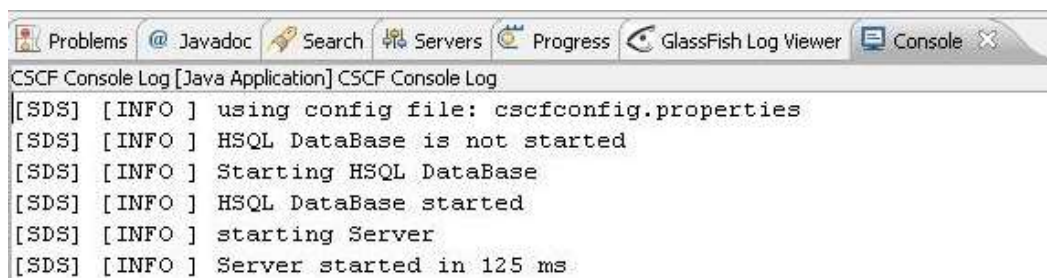 Problems @ Javadoc Search Servers Progress GlassFish Log Viewer Console
CSCF Console Log [Java Application] CSCF Console Log
[SDS] [INFO ] using config file: cscfconfig.properties
[SDS] [INFO ] HSQL DataBase is not started
[SDS] [INFO ] Starting HSQL DataBase
[SDS] [INFO ] HSQL DataBase started
[SDS] [INFO ] starting Server
[SDS] [INFO ] Server started in 125 ms